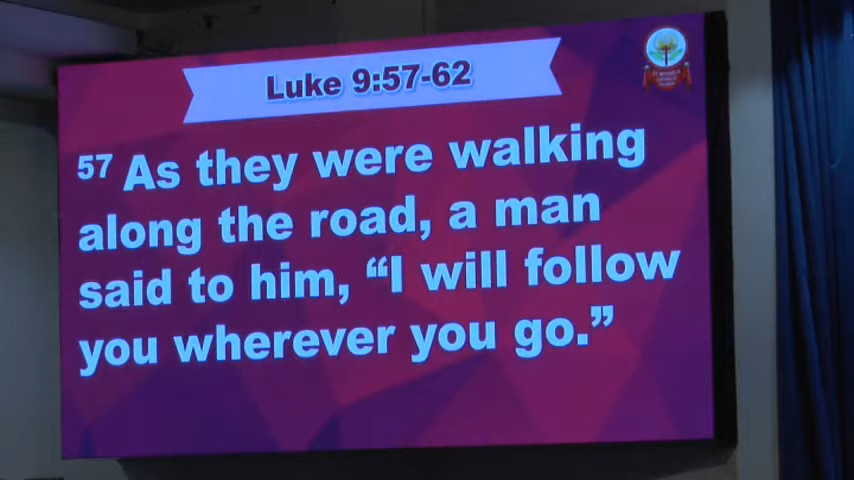 Luke 9:57-62
57 As they were walking
along the road, a man
said to him, “I will follow
you wherever you go.”